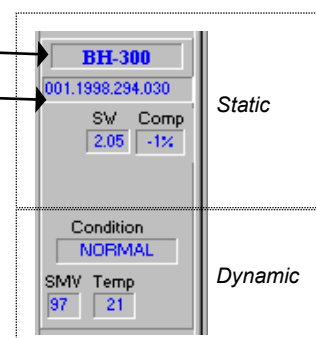 BH-300
001.1998.294.030
Static
SW Comp
2.05 -1%
Condition
NORMAL
Dynamic
SMV Temp
97 21